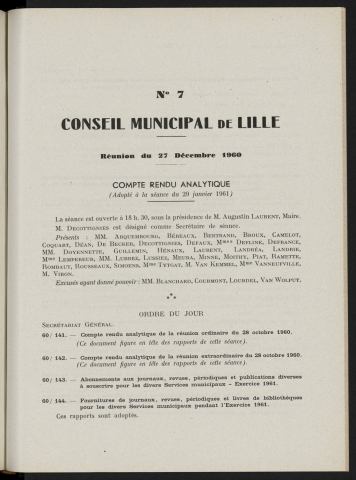 N° 7
CONSEIL MUNICIPAL DE LILLE
Réunion du 27 Décembre 1960
COMPTE RENDU ANALYTIQUE
(Adopté à la séance du 29 janvier 1961)
La séance est ouverte à 18 h. 30, sous la présidence de M. Augustin LAURENT, Maire.
M. DECOTTIGNIES est désigné comme Secrétaire de séance.
Présents : MM. ADQUEMBOURG, BÉREAUX, BERTRAND, BROUX, CAMELOT,
COQUART, DÉAN, DE BECKER, DECOTTIGNIES, DEFAUX, Mmes DEFLINE, DEFRANCE,
MM. DOYENNETTE, GUILLEMIN, HÉNAUX, LAURENT, LANDRÉA, LANDRIE,
Mme LEMPEREUR, MM. LUBREZ, LUSSIEZ, MEURA, MINNE, MOITHY, PIAT, RAMETTE,
ROMBAUT, ROUSSEAUX, SIMOENS, Mme TYTGAT, M. VAN KEMMEL, Mme VANNEUFVILLE,
M. VIRON.
Excusés ayant donné pouvoir : MM. BLANCHARD, COURMONT, LOURDEL, VAN WOLPUT.
ORDRE DU JOUR
SECRÉTARIAT GÉNÉRAL.
60/141. — Compte rendu analytique de la réunion ordinaire du 28 octobre 1960.
(Ce document figure en tête des rapports de cette séance).
60/142. — Compte rendu analytique de la réunion extraordinaire du 28 octobre 1960.
(Ce document figure en tête des rapports de cette séance).
60/143. — Abonnements aux journaux, revues, périodiques et publications diverses
à souscrire pour les divers Services municipaux - Exercice 1961.
60/144. — Fournitures de journaux, revues, périodiques et livres de bibliothèques
pour les divers Services municipaux pendant l'Exercice 1961.
Ces rapports sont adoptés.